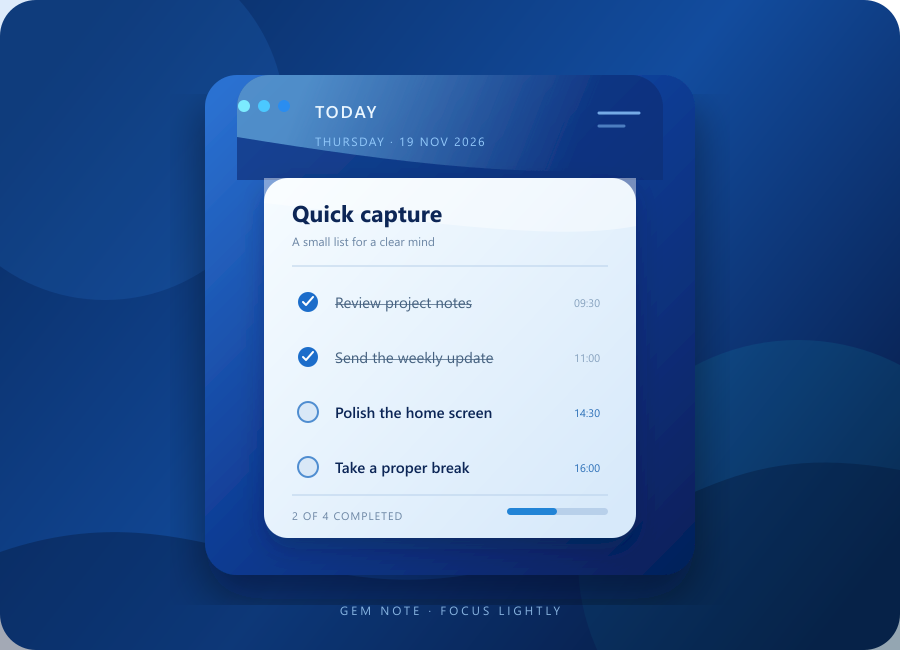 TODAY
THURSDAY · 19 NOV 2026
Quick capture
A small list for a clear mind
Review project notes 09:30
Send the weekly update 11:00
Polish the home screen 14:30
Take a proper break 16:00
2 OF 4 COMPLETED
GEM NOTE · FOCUS LIGHTLY